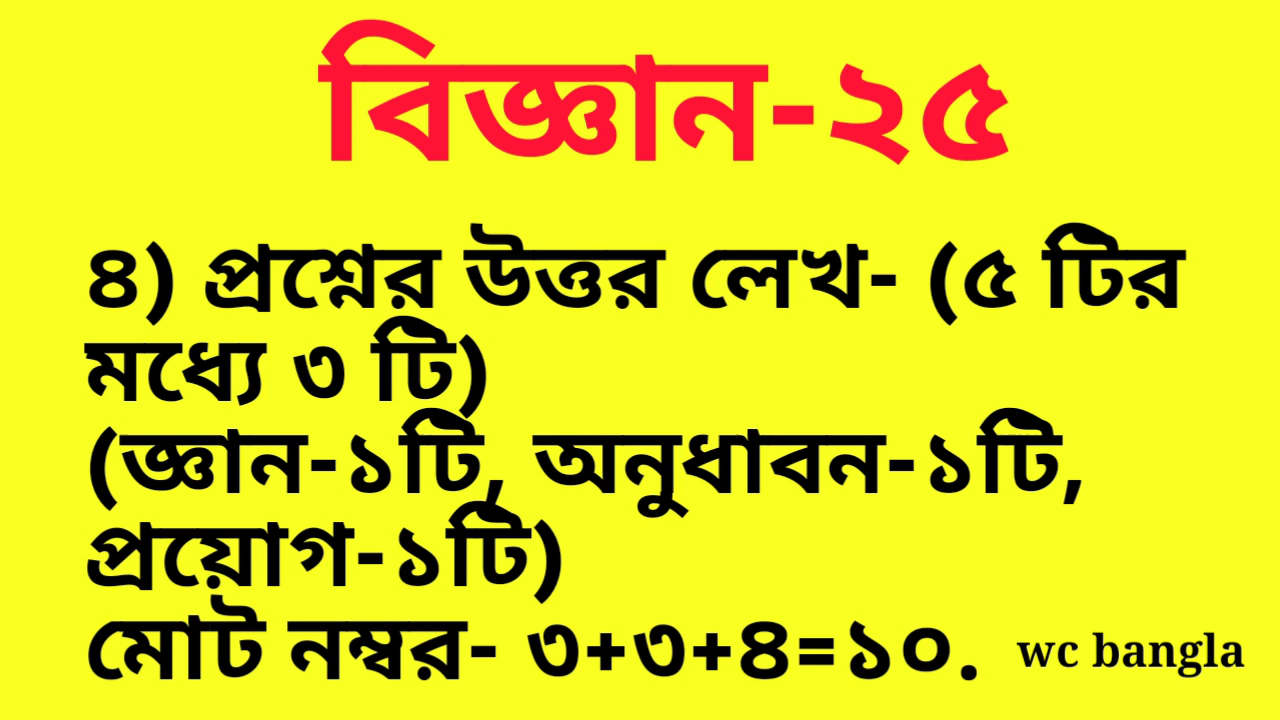 বিজ্ঞান-২৫
৪) প্রশ্নের উত্তর লেখ- (৫ টির
মধ্যে ৩ টি)
(জ্ঞান-১টি, অনুধাবন-১টি,
প্রয়োগ-১টি)
মোট নম্বর- ৩+৩+৪=১০.
wc bangla